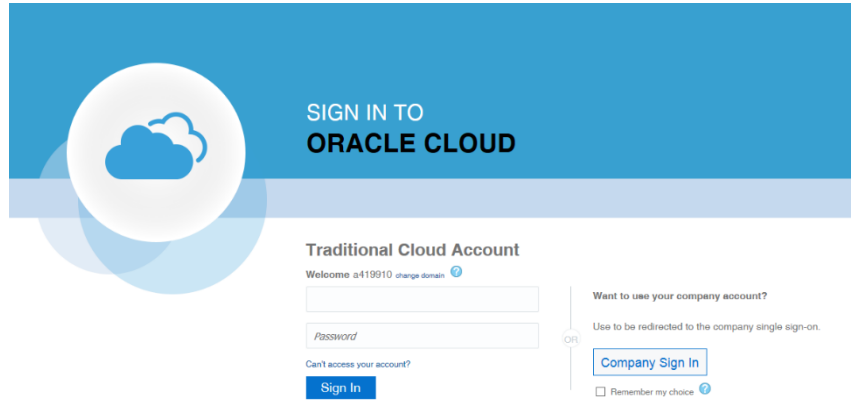 SIGN IN TO
ORACLE CLOUD
Traditional Cloud Account
Welcome a419910 change domain ?
Password
Can't access your account?
Sign In
OR
Want to use your company account?
Use to be redirected to the company single sign-on.
Company Sign In
Remember my choice ?